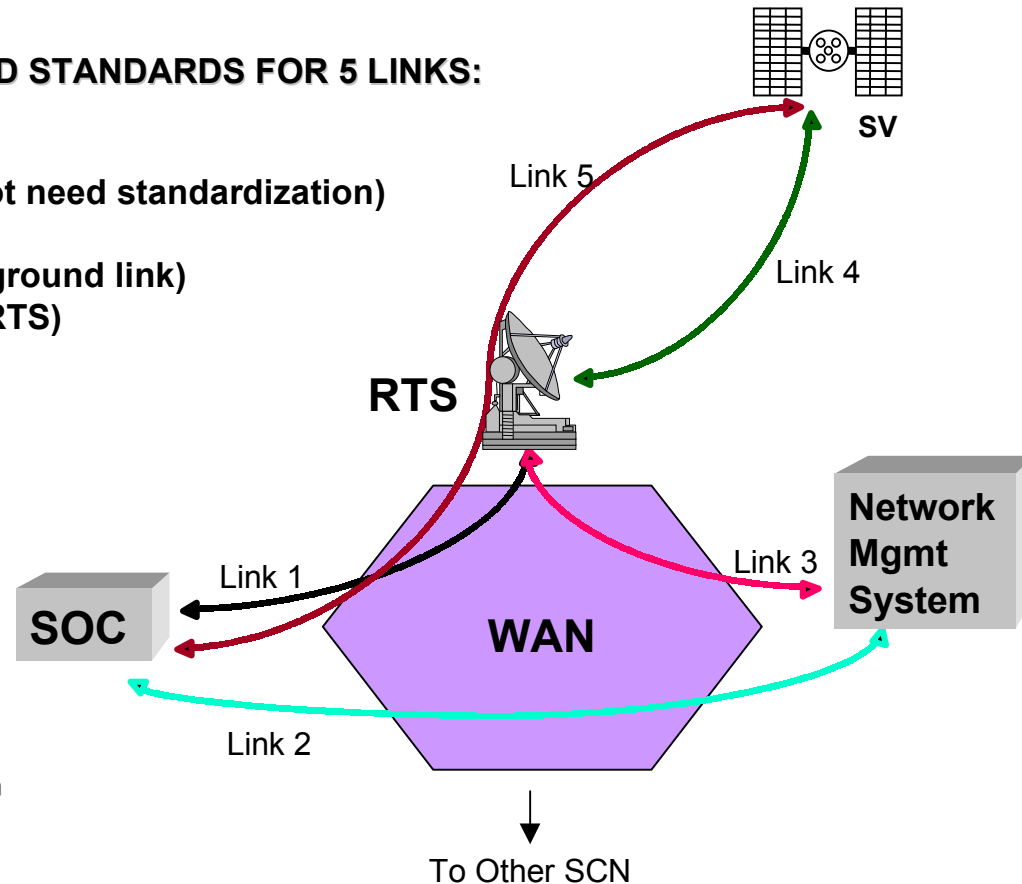 D STANDARDS FOR 5 LINKS:
SV
Link 5
ot need standardization)
ground link)
RTS)
Link 4
RTS
Network
Mgmt
System
Link 3
Link 1
SOC
WAN
Link 2
To Other SCN